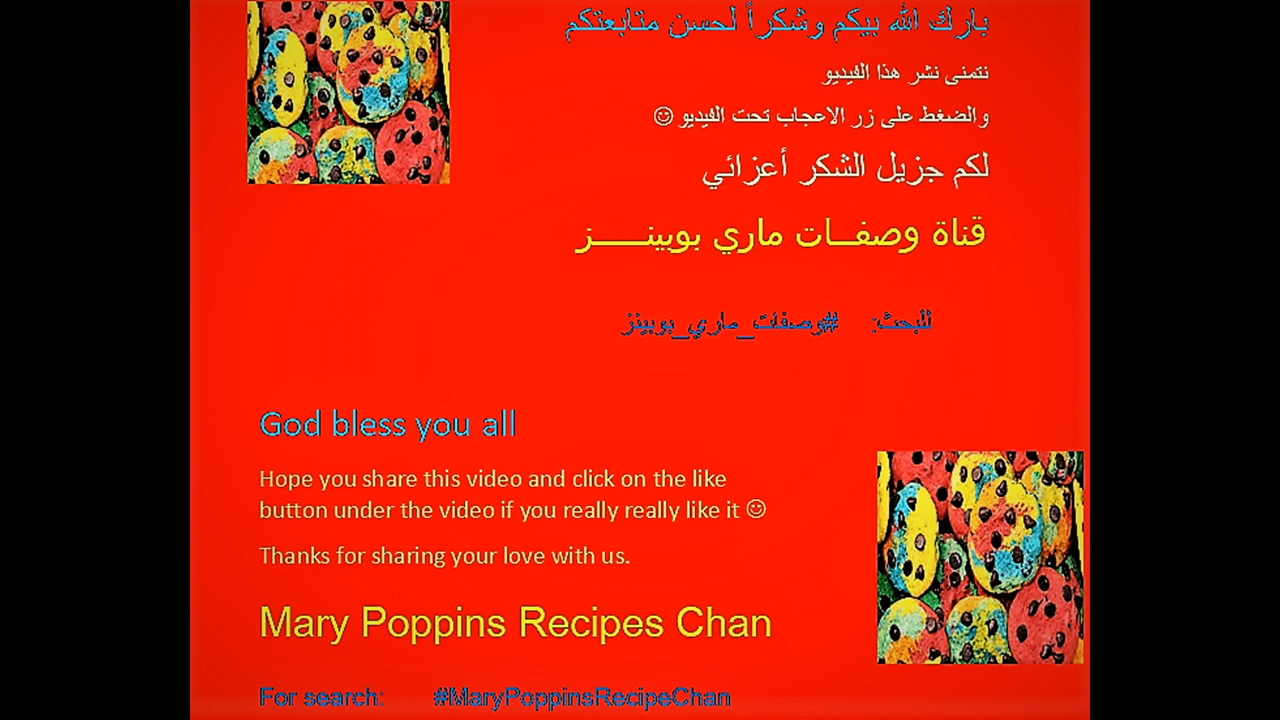 بارك الله بيكم وشكراً لحسن متابعتكم
نتمنى نشر هذا الفيديو
والضغط على زر الاعجاب تحت الفيديو ☺
لكم جزيل الشكر أعزائي
قناة وصفــات ماري بوبينــــــز
للبحث: #وصفات_ماري_بوبينز
God bless you all
Hope you share this video and click on the like
button under the video if you really really like it ☺
Thanks for sharing your love with us.
Mary Poppins Recipes Chan
For search: #MaryPoppinsRecipeChan